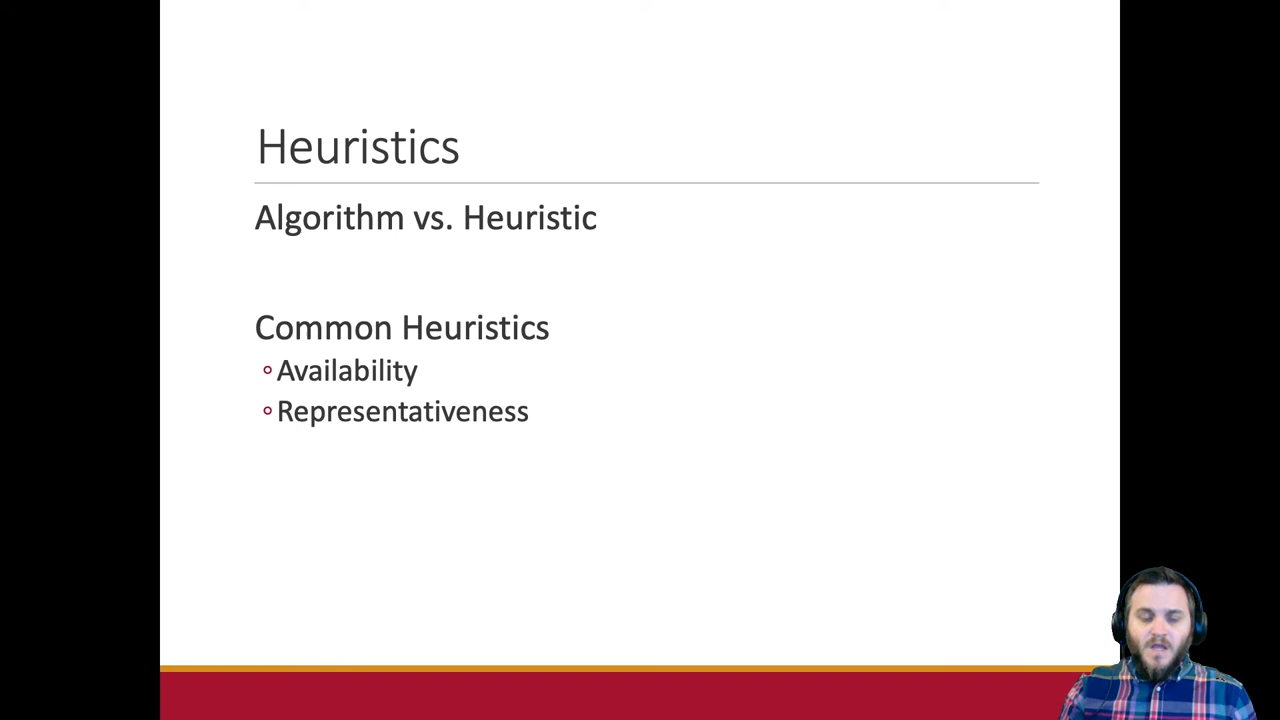 Heuristics
Algorithm vs. Heuristic
Common Heuristics
Availability
Representativeness